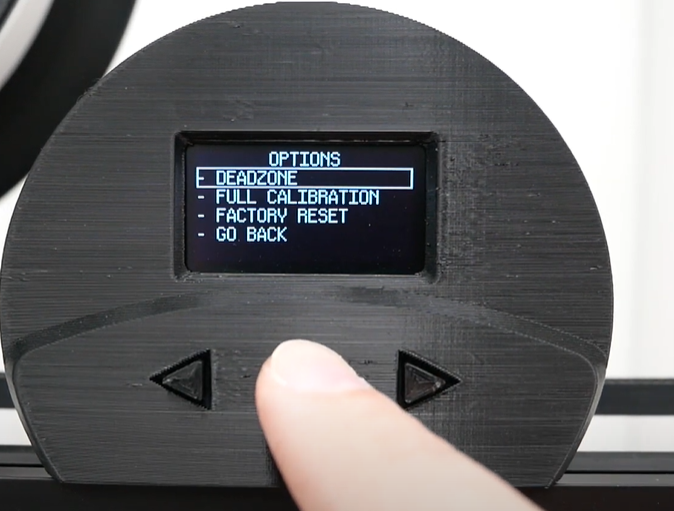 OPTIONS
- DEADZONE
- FULL CALIBRATION
- FACTORY RESET
- GO BACK